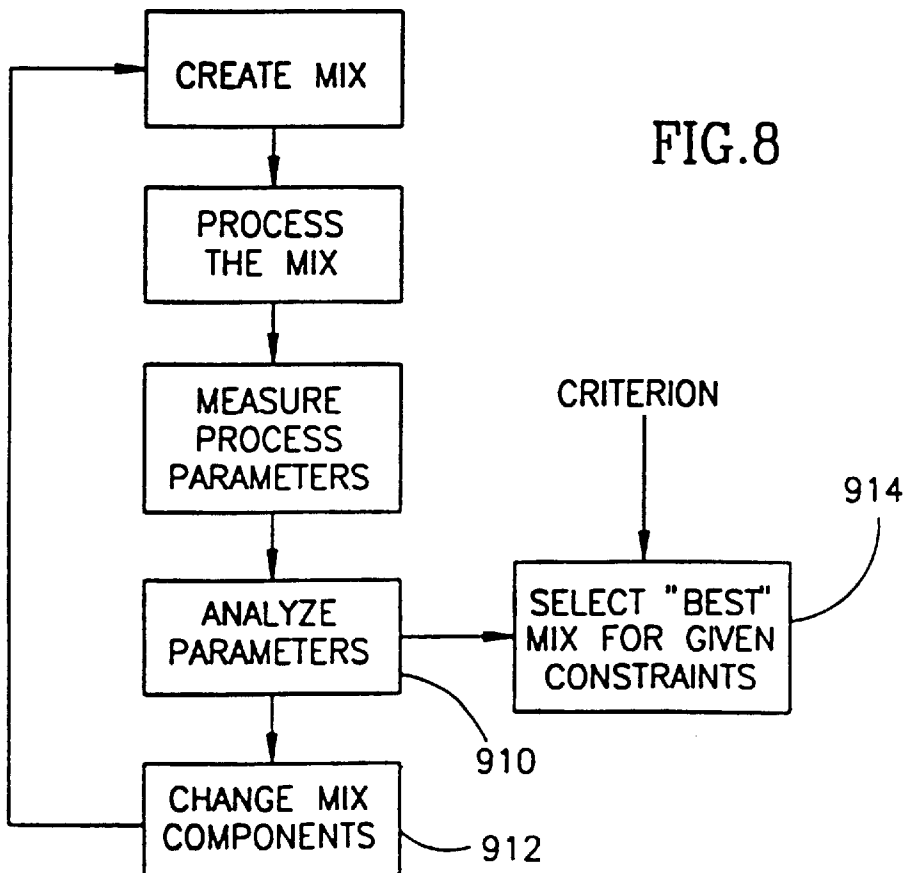 CREATE MIX
FIG.8
PROCESS
THE MIX
MEASURE
PROCESS
PARAMETERS
CRITERION
914
ANALYZE
PARAMETERS
SELECT "BEST"
MIX FOR GIVEN
CONSTRAINTS
910
CHANGE MIX
COMPONENTS
912